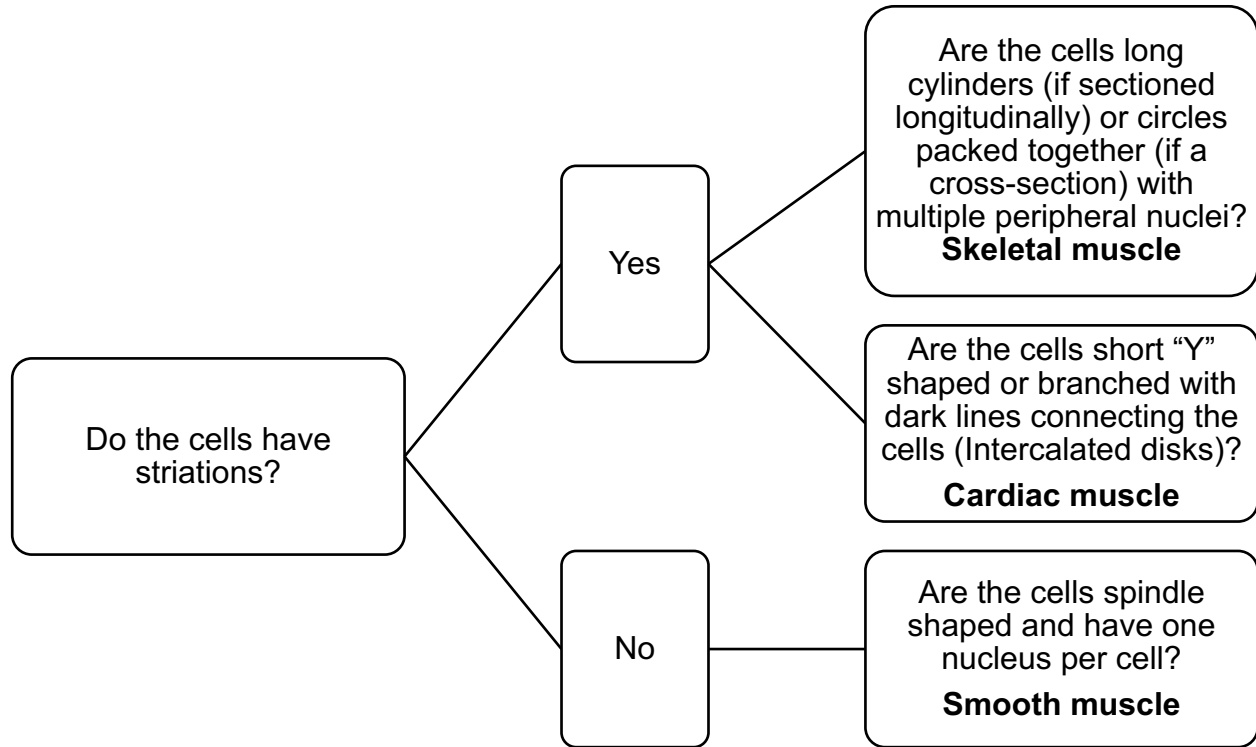 Do the cells have
striations?
Yes
Are the cells long
cylinders (if sectioned
longitudinally) or circles
packed together (if a
cross-section) with
multiple peripheral nuclei?
Skeletal muscle
Are the cells short “Y”
shaped or branched with
dark lines connecting the
cells (Intercalated disks)?
Cardiac muscle
No
Are the cells spindle
shaped and have one
nucleus per cell?
Smooth muscle